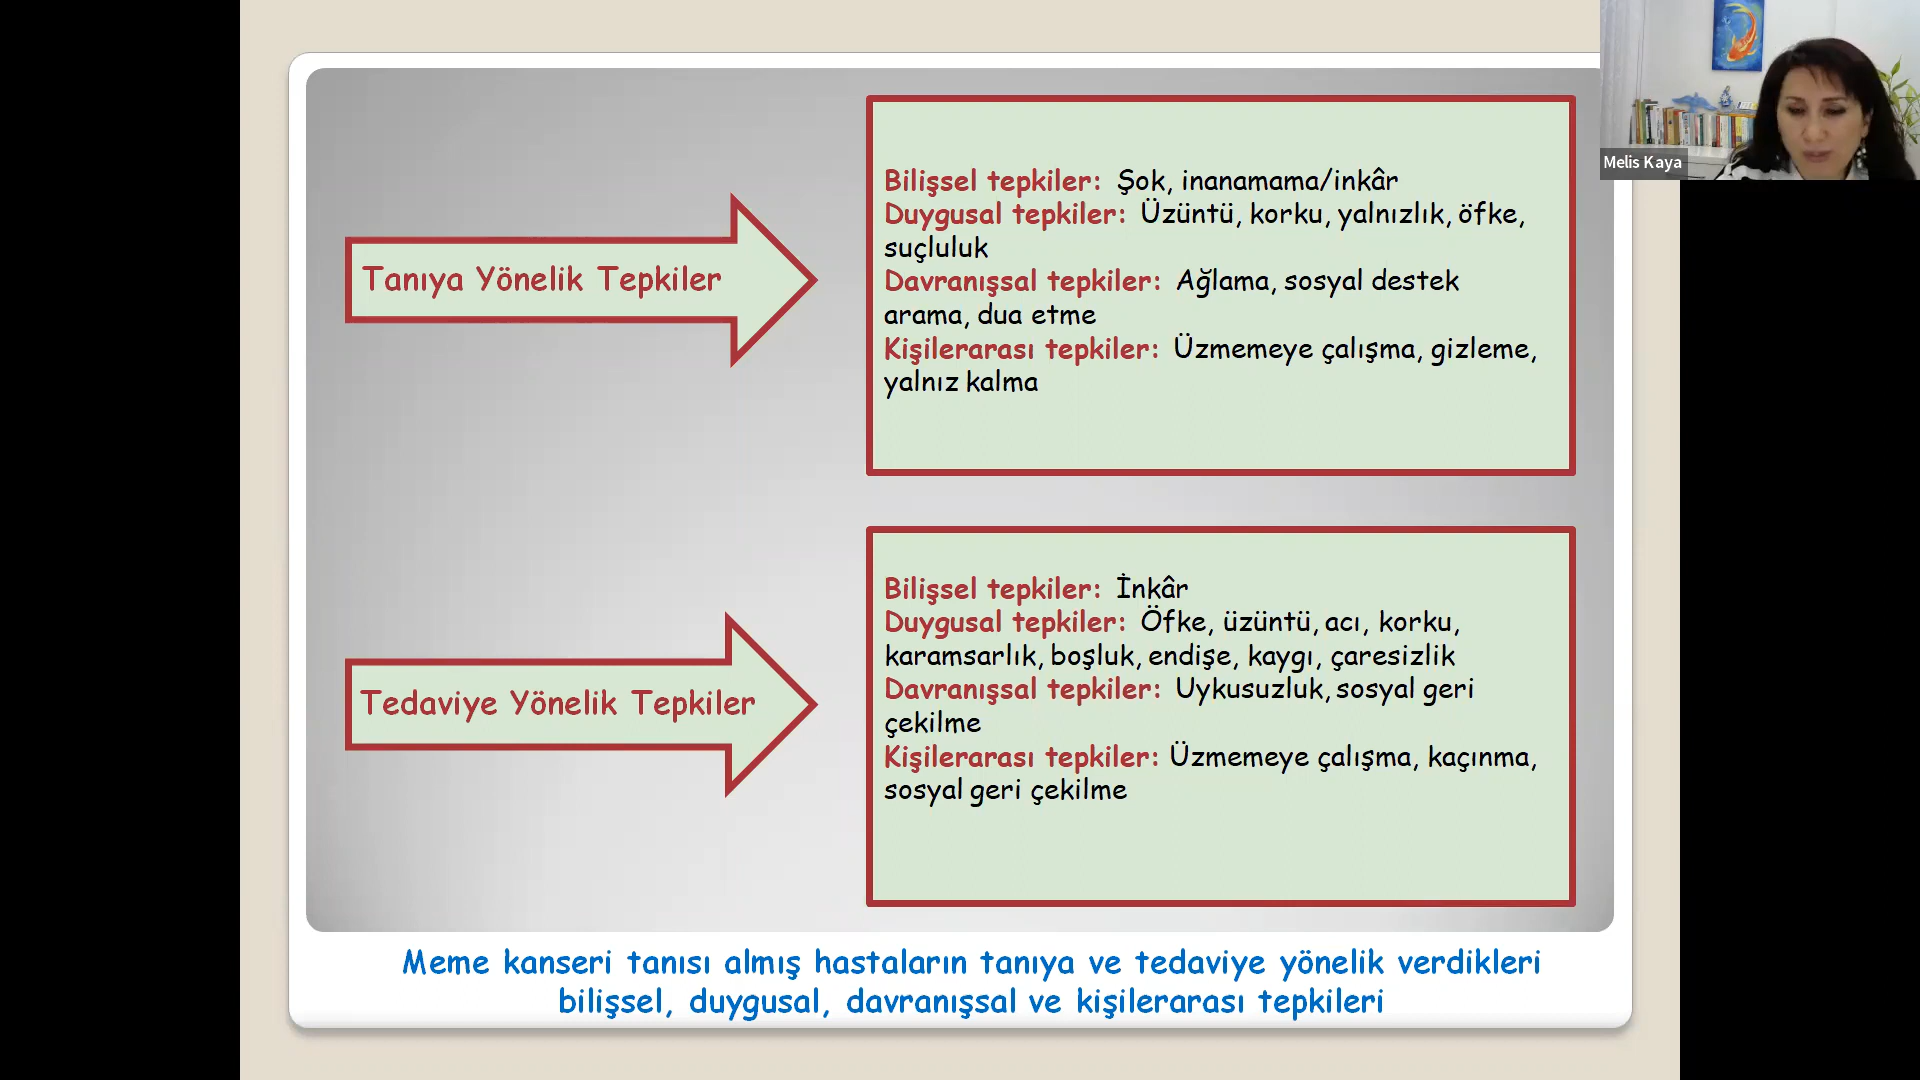 Tanıya Yönelik Tepkiler
Bilişsel tepkiler: Şok, inanamama/inkâr
Duygusal tepkiler: Üzüntü, korku, yalnızlık, öfke,
suçluluk
Davranışsal tepkiler: Ağlama, sosyal destek
arama, dua etme
Kişilerarası tepkiler: Üzmemeye çalışma, gizleme,
yalnız kalma
Tedaviye Yönelik Tepkiler
Bilişsel tepkiler: İnkâr
Duygusal tepkiler: Öfke, üzüntü, acı, korku,
karamsarlık, boşluk, endişe, kaygı, çaresizlik
Davranışsal tepkiler: Uykusuzluk, sosyal geri
çekilme
Kişilerarası tepkiler: Üzmemeye çalışma, kaçınma,
sosyal geri çekilme
Meme kanseri tanısı almış hastaların tanıya ve tedaviye yönelik verdikleri
bilişsel, duygusal, davranışsal ve kişilerarası tepkileri
Melis Kaya